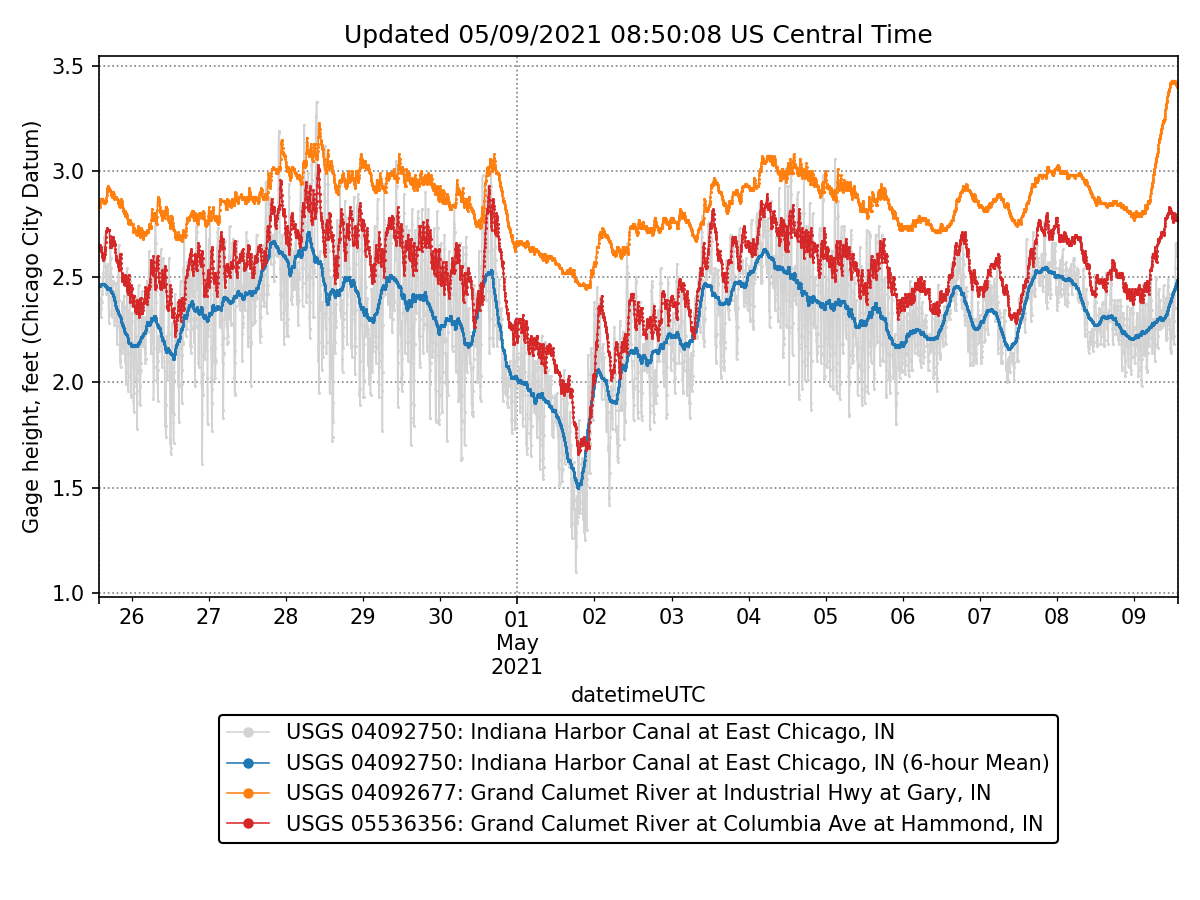 Updated 05/09/2021 08:50:08 US Central Time
Gage height, feet (Chicago City Datum)
3.5
3.0
2.5
2.0
1.5
1.0
26 27 28 29 30 01 02 03 04 05 06 07 08 09
May
2021
datetimeUTC
USGS 04092750: Indiana Harbor Canal at East Chicago, IN
USGS 04092750: Indiana Harbor Canal at East Chicago, IN (6-hour Mean)
USGS 04092677: Grand Calumet River at Industrial Hwy at Gary, IN
USGS 05536356: Grand Calumet River at Columbia Ave at Hammond, IN